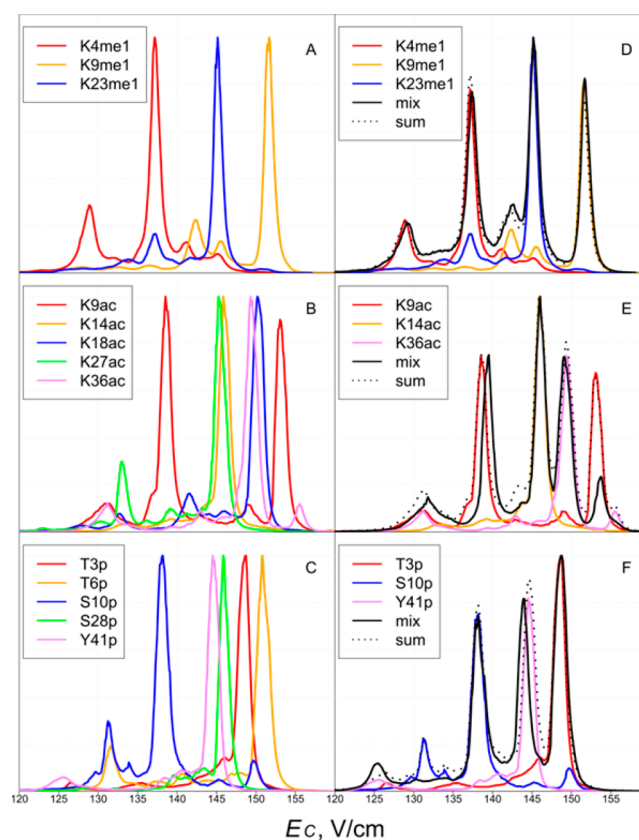 K4me1
K9me1
K23me1
A
K4me1
K9me1
K23me1
mix
sum
D
K9ac
K14ac
K18ac
K27ac
K36ac
B
K9ac
K14ac
K36ac
mix
sum
E
T3p
T6p
S10p
S28p
Y41p
C
T3p
S10p
Y41p
mix
sum
F
120 125 130 135 140 145 150 155 120 125 130 135 140 145 150 155
Ec, V/cm